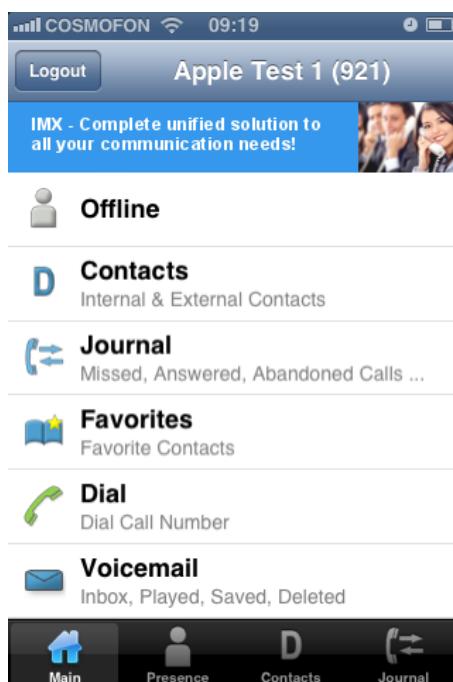 COSMOFON 09:19
Logout Apple Test 1 (921)
IMX - Complete unified solution to
all your communication needs!
Offline
D Contacts
Internal & External Contacts
Journal
Missed, Answered, Abandoned Calls ...
Favorites
Favorite Contacts
Dial
Dial Call Number
Voicemail
Inbox, Played, Saved, Deleted
D
Main Presence Contacts Journal